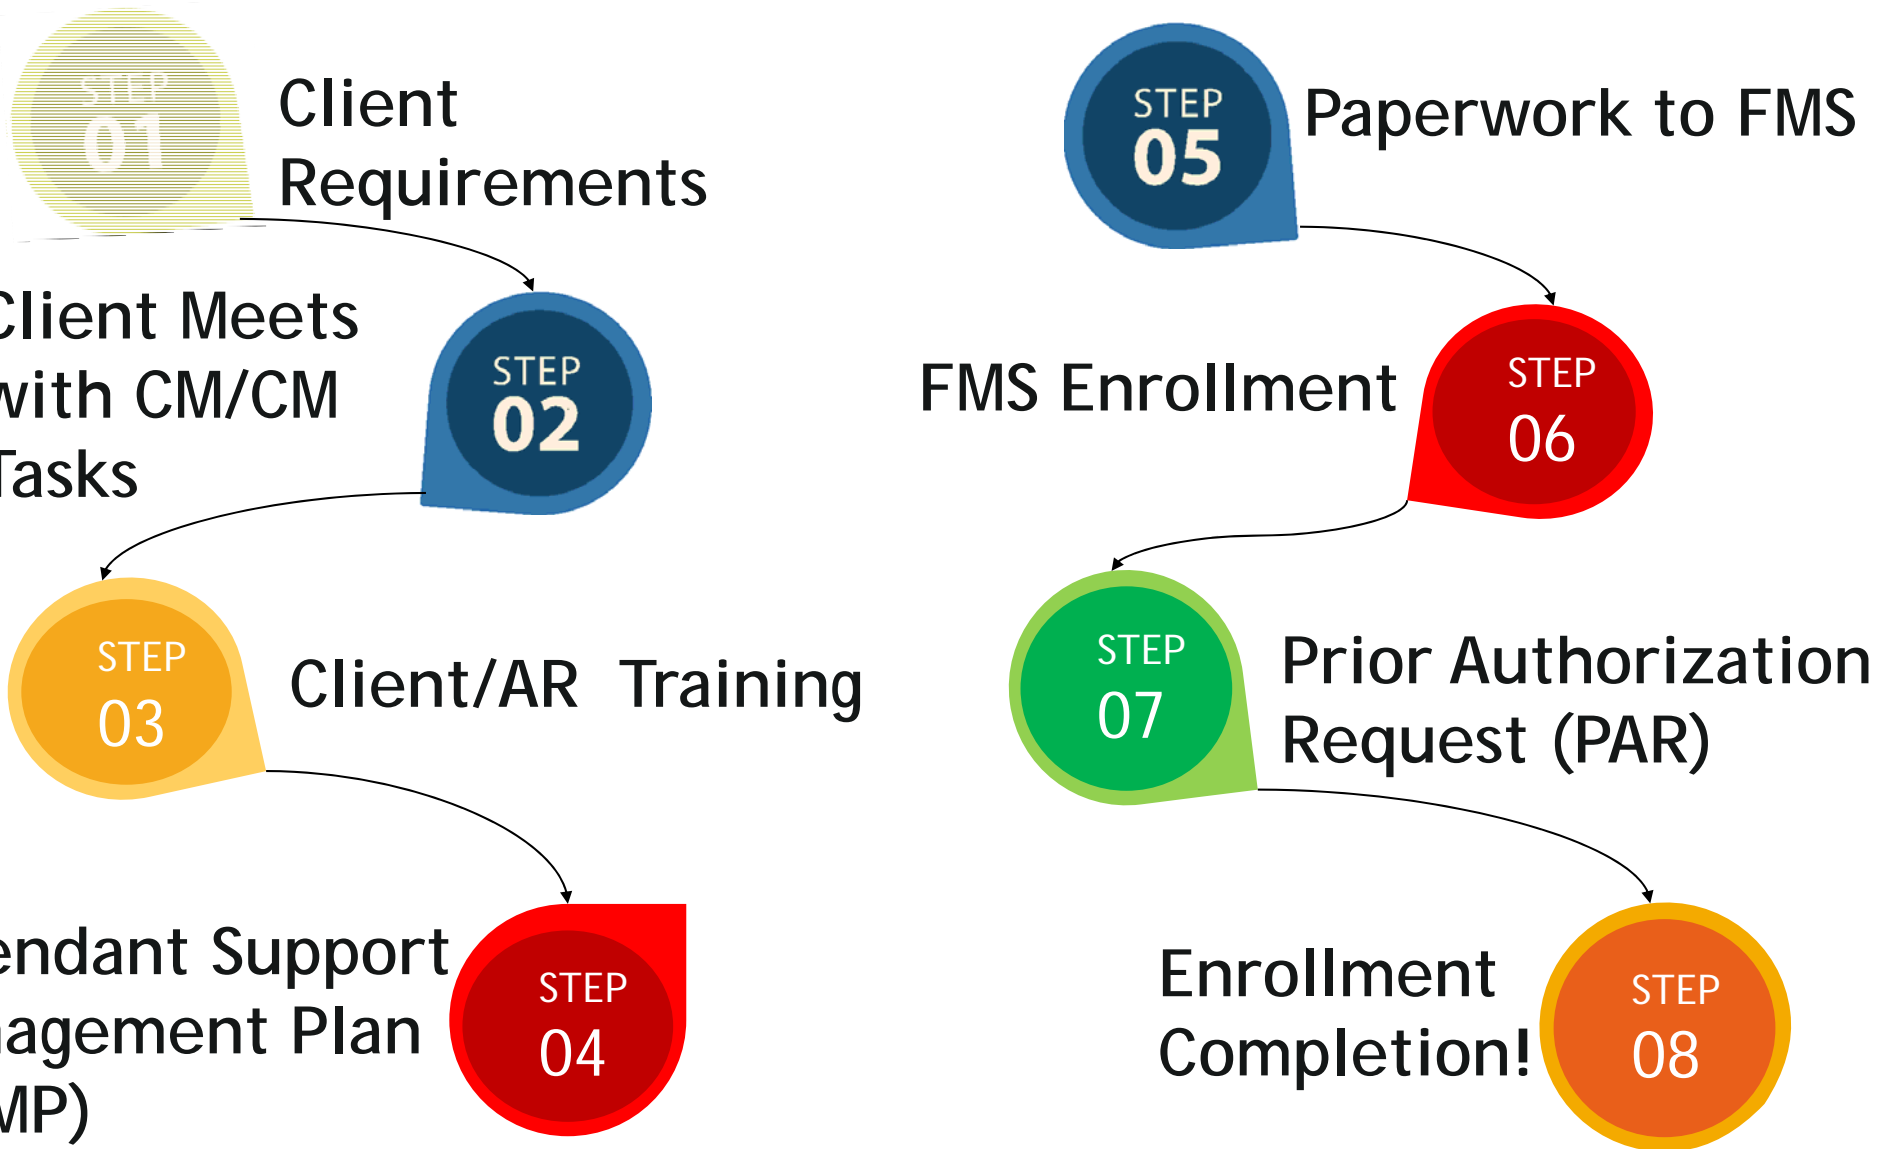 STEP
01
Client
Requirements
Client Meets
with CM/CM
Tasks
STEP
02
STEP
03
Client/AR Training
endant Support
nagement Plan
MP)
STEP
04
STEP
05
Paperwork to FMS
FMS Enrollment
STEP
06
STEP
07
Prior Authorization
Request (PAR)
Enrollment
Completion!
STEP
08